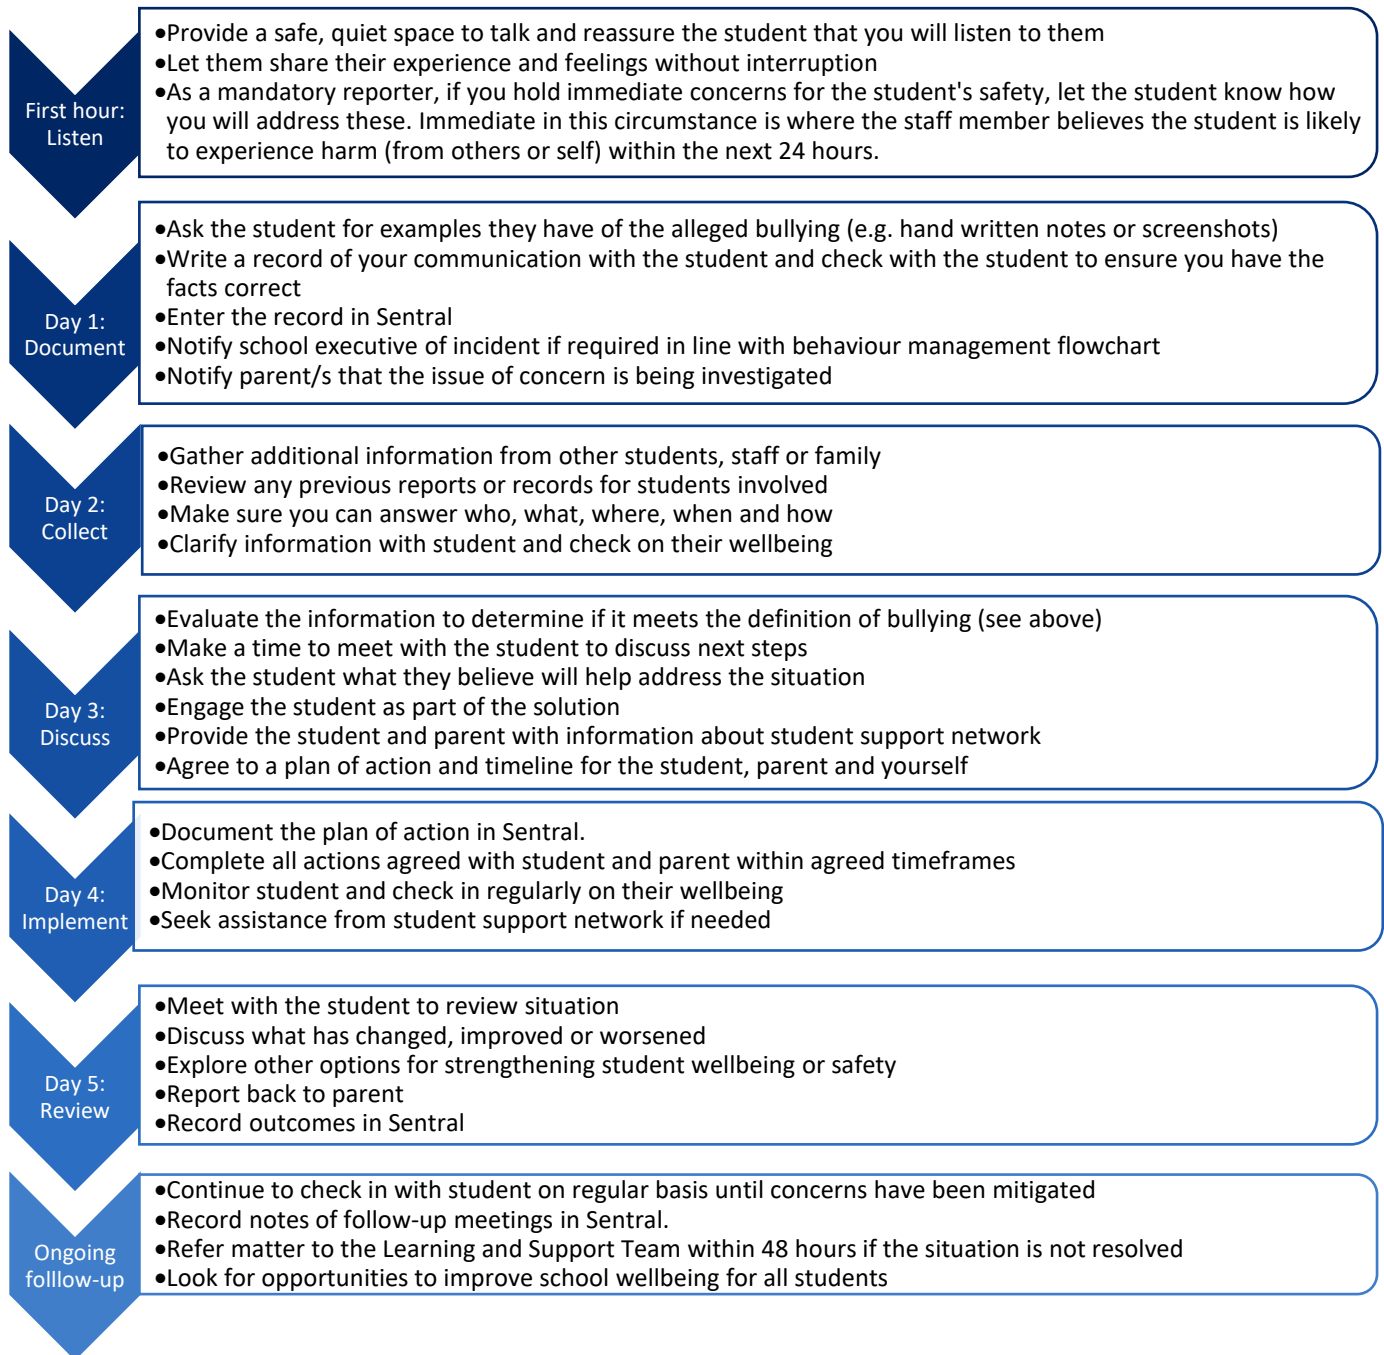 First hour:
Listen
•Provide a safe, quiet space to talk and reassure the student that you will listen to them
•Let them share their experience and feelings without interruption
•As a mandatory reporter, if you hold immediate concerns for the student's safety, let the student know how
you will address these. Immediate in this circumstance is where the staff member believes the student is likely
to experience harm (from others or self) within the next 24 hours.
Day 1:
Document
•Ask the student for examples they have of the alleged bullying (e.g. hand written notes or screenshots)
•Write a record of your communication with the student and check with the student to ensure you have the
facts correct
•Enter the record in Sentral
•Notify school executive of incident if required in line with behaviour management flowchart
•Notify parent/s that the issue of concern is being investigated
Day 2:
Collect
•Gather additional information from other students, staff or family
•Review any previous reports or records for students involved
•Make sure you can answer who, what, where, when and how
•Clarify information with student and check on their wellbeing
Day 3:
Discuss
•Evaluate the information to determine if it meets the definition of bullying (see above)
•Make a time to meet with the student to discuss next steps
•Ask the student what they believe will help address the situation
•Engage the student as part of the solution
•Provide the student and parent with information about student support network
•Agree to a plan of action and timeline for the student, parent and yourself
Day 4:
Implement
•Document the plan of action in Sentral.
•Complete all actions agreed with student and parent within agreed timeframes
•Monitor student and check in regularly on their wellbeing
•Seek assistance from student support network if needed
Day 5:
Review
•Meet with the student to review situation
•Discuss what has changed, improved or worsened
•Explore other options for strengthening student wellbeing or safety
•Report back to parent
•Record outcomes in Sentral
Ongoing
folllow-up
•Continue to check in with student on regular basis until concerns have been mitigated
•Record notes of follow-up meetings in Sentral.
•Refer matter to the Learning and Support Team within 48 hours if the situation is not resolved
•Look for opportunities to improve school wellbeing for all students